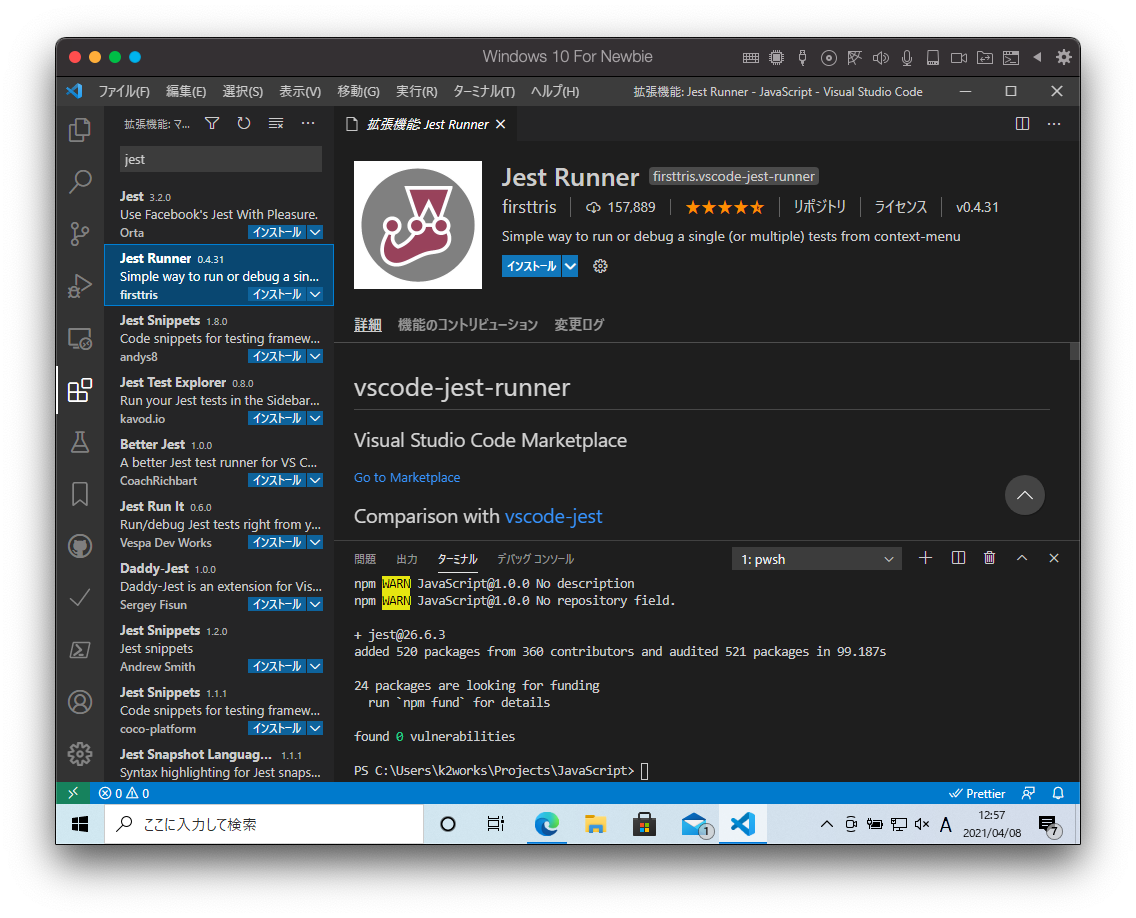 Windows 10 For Newbie
ファイル(F) 編集(E) 選択(S) 表示(V) 移動(G) 実行(R) ターミナル(T) ヘルプ(H) 拡張機能: Jest Runner - JavaScript - Visual Studio Code
拡張機能: マ...
jest
Jest 3.2.0
Use Facebook's Jest With Pleasure.
Orta インストール
Jest Runner 0.4.31
Simple way to run or debug a sin...
firsttris インストール
Jest Snippets 1.8.0
Code snippets for testing framew...
andys8 インストール
Jest Test Explorer 0.8.0
Run your Jest tests in the Sidebar...
kavod.io インストール
Better Jest 1.0.0
A better Jest test runner for VS C...
CoachRichbart インストール
Jest Run It 0.6.0
Run/debug Jest tests right from y...
Vespa Dev Works インストール
Daddy-Jest 1.0.0
Daddy-Jest is an extension for Vis...
Sergey Fisun インストール
Jest Snippets 1.2.0
Jest snippets
Andrew Smith インストール
Jest Snippets 1.1.1
Code snippets for testing framew...
coco-platform インストール
Jest Snapshot Languag... 1.1.1
Syntax highlighting for Jest snaps...
拡張機能: Jest Runner
Jest Runner firsttris.vscode-jest-runner
firsttris 157,889 リポジトリ ライセンス v0.4.31
Simple way to run or debug a single (or multiple) tests from context-menu
インストール
詳細 機能のコントリビューション 変更ログ
vscode-jest-runner
Visual Studio Code Marketplace
Go to Marketplace
Comparison with vscode-jest
問題 出力 ターミナル デバッグ コンソール 1: pwsh
npm WARN JavaScript@1.0.0 No description
npm WARN JavaScript@1.0.0 No repository field.
+ jest@26.6.3
added 520 packages from 360 contributors and audited 521 packages in 99.187s
24 packages are looking for funding
run `npm fund` for details
found 0 vulnerabilities
PS C:\Users\k2works\Projects\JavaScript>
0 0 Prettier
ここに入力して検索
1
A
12:57
2021/04/08
7